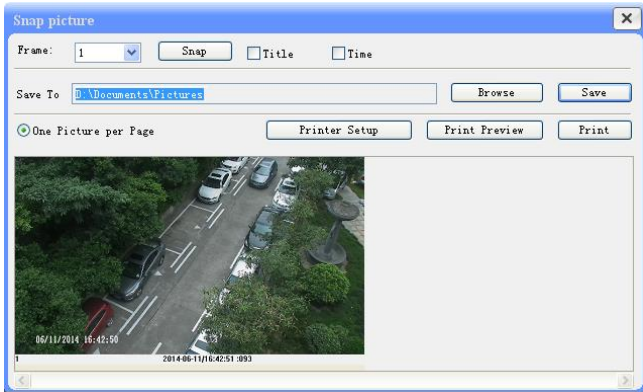 Snap picture
Frame: 1 Snap Title Time
Save To D:\Documents\Pictures Browse Save
One Picture per Page Printer Setup Print Preview Print
06/11/2014 16:42:50
1 2014-06-11/16:42:51 :093